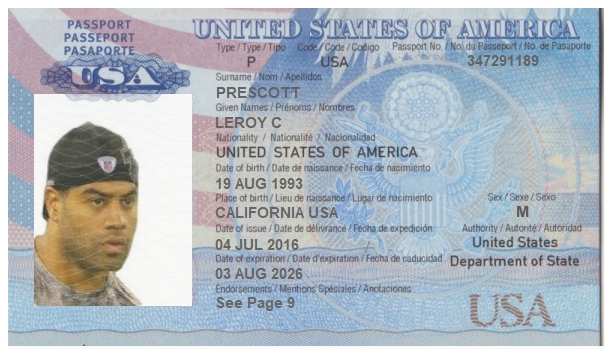 PASSPORT
PASSEPORT
PASAPORTE
USA
UNITED STATES OF AMERICA
Type / Type / Tipo Code / Code / Codigo Passport No. / No. du Passeport / No. de Pasaporte
P USA 347291189
Surname / Nom / Apellidos
PRESCOTT
Given Names / Prénoms / Nombres
LEROY C
Nationality / Nationalité / Nacionalidad
UNITED STATES OF AMERICA
Date of birth / Date de naissance / Fecha de nacimiento
19 AUG 1993
Place of birth / Lieu de naissance / Lugar de nacimiento Sex / Sexe / Sexo
CALIFORNIA USA M
Date of issue / Date de délivrance / Fecha de expedición Authority / Autorité / Autoridad
04 JUL 2016 United States
Date of expiration / Date d'expiration / Fecha de caducidad Department of State
03 AUG 2026
Endorsements / Mentions Spéciales / Anotaciones
See Page 9
USA